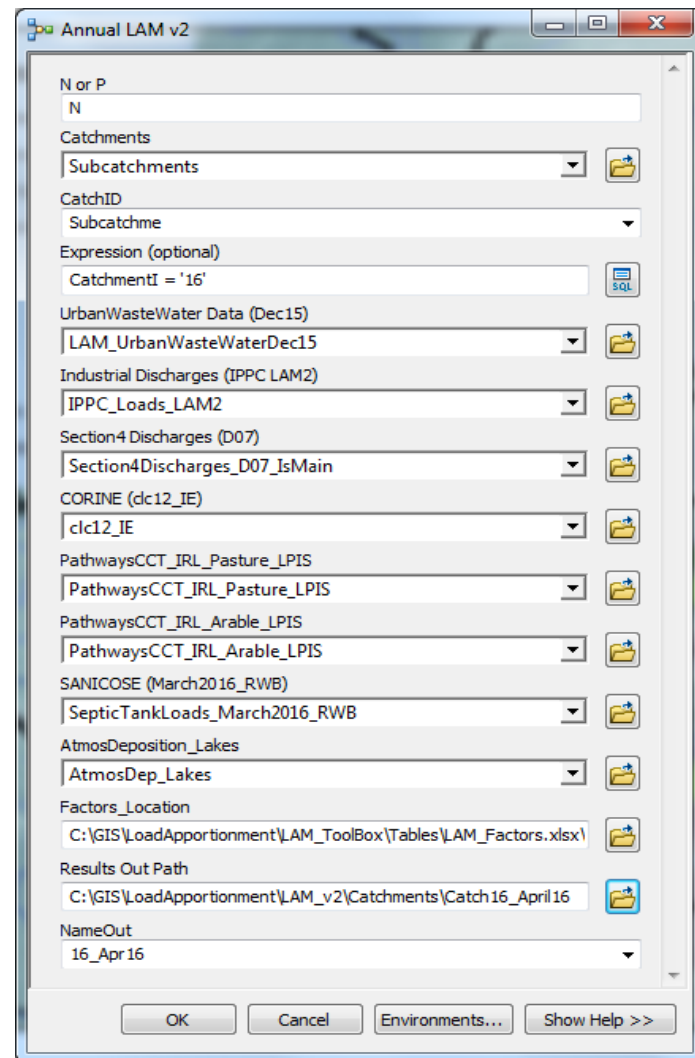 Annual LAM v2
N or P
N
Catchments
Subcatchments
CatchID
Subcatchme
Expression (optional)
CatchmentI = '16'
SQL
UrbanWasteWater Data (Dec15)
LAM_UrbanWasteWaterDec15
Industrial Discharges (IPPC LAM2)
IPPC_Loads_LAM2
Section4 Discharges (D07)
Section4Discharges_D07_IsMain
CORINE (clc12_IE)
clc12_IE
PathwaysCCT_IRL_Pasture_LPIS
PathwaysCCT_IRL_Pasture_LPIS
PathwaysCCT_IRL_Arable_LPIS
PathwaysCCT_IRL_Arable_LPIS
SANICOSE (March2016_RWB)
SepticTankLoads_March2016_RWB
AtmosDeposition_Lakes
AtmosDep_Lakes
Factors_Location
C:\GIS\LoadApportionment\LAM_ToolBox\Tables\LAM_Factors.xlsx\
Results Out Path
C:\GIS\LoadApportionment\LAM_v2\Catchments\Catch16_April16
NameOut
16_Apr16
OK Cancel Environments... Show Help >>